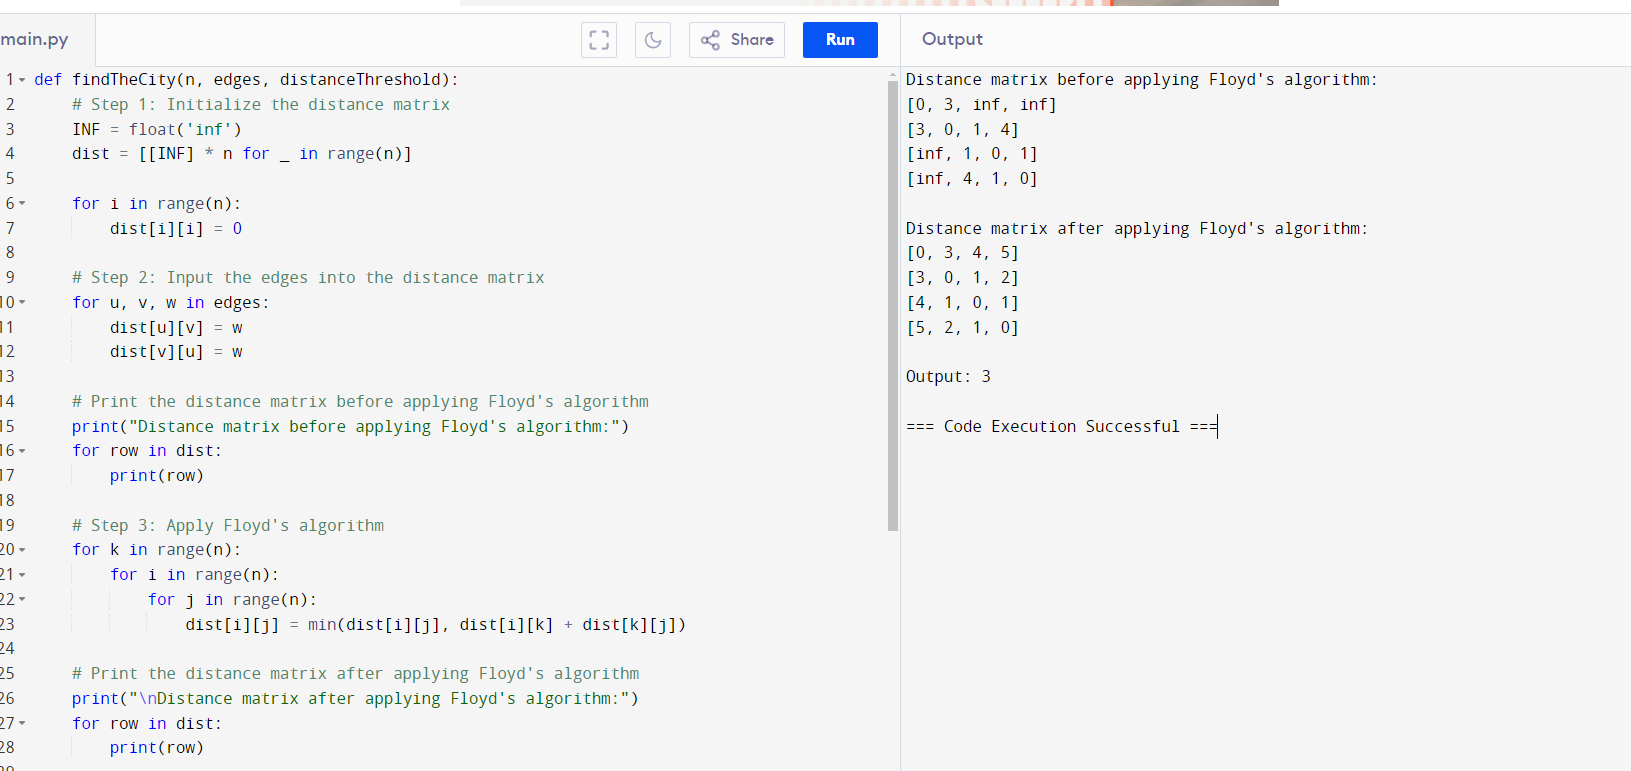 main.py
Share
Run
Output
1 def findTheCity(n, edges, distanceThreshold):
2     # Step 1: Initialize the distance matrix
3     INF = float('inf')
4     dist = [[INF] * n for _ in range(n)]
5
6     for i in range(n):
7         dist[i][i] = 0
8
9     # Step 2: Input the edges into the distance matrix
10     for u, v, w in edges:
11         dist[u][v] = w
12         dist[v][u] = w
13
14     # Print the distance matrix before applying Floyd's algorithm
15     print("Distance matrix before applying Floyd's algorithm:")
16     for row in dist:
17         print(row)
18
19     # Step 3: Apply Floyd's algorithm
20     for k in range(n):
21         for i in range(n):
22             for j in range(n):
23                 dist[i][j] = min(dist[i][j], dist[i][k] + dist[k][j])
24
25     # Print the distance matrix after applying Floyd's algorithm
26     print("\nDistance matrix after applying Floyd's algorithm:")
27     for row in dist:
28         print(row)
Distance matrix before applying Floyd's algorithm:
[0, 3, inf, inf]
[3, 0, 1, 4]
[inf, 1, 0, 1]
[inf, 4, 1, 0]
Distance matrix after applying Floyd's algorithm:
[0, 3, 4, 5]
[3, 0, 1, 2]
[4, 1, 0, 1]
[5, 2, 1, 0]
Output: 3
=== Code Execution Successful ===